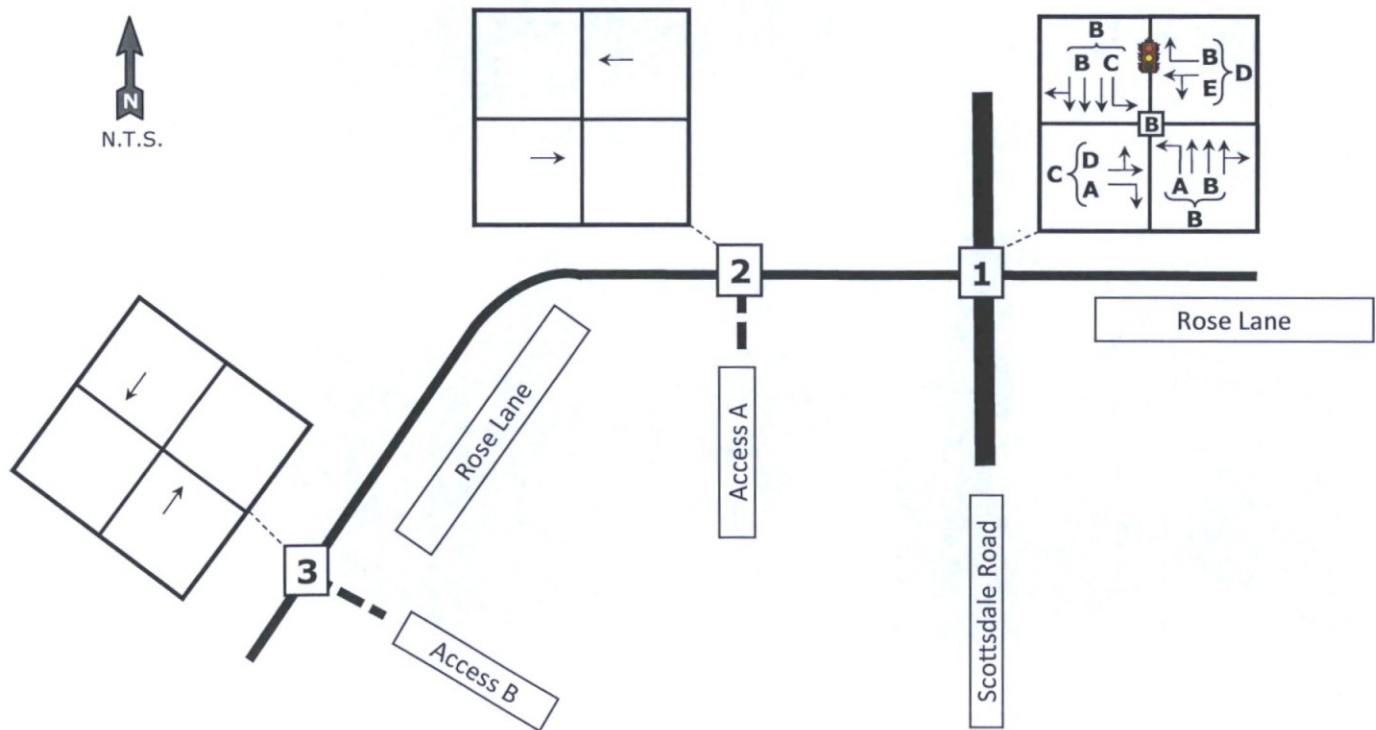 N
N.T.S.
B
B C
B
E
D
B
C
D
A
A B
B
2
1
Rose Lane
Rose Lane
Access A
Scottsdale Road
3
Access B